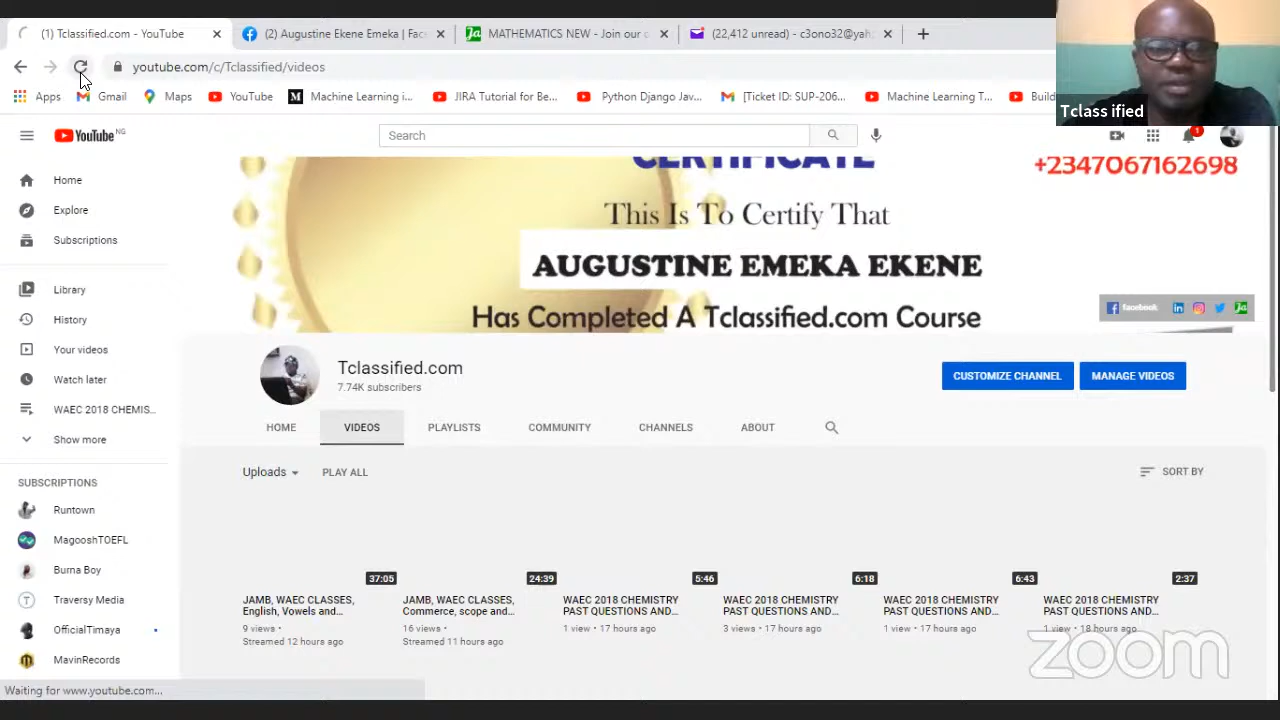 (1) Tclassified.com - YouTube
(2) Augustine Ekene Emeka | Fac
MATHEMATICS NEW - Join our c
(22,412 unread) - c3ono32@yah
youtube.com/c/Tclassified/videos
Apps
Gmail
Maps
YouTube
Machine Learning i...
JIRA Tutorial for Be...
Python Django Jav...
[Ticket ID: SUP-206...
Machine Learning T...
Build
Tclass ified
YouTube NG
Search
1
Home
Explore
Subscriptions
Library
History
Your videos
Watch later
WAEC 2018 CHEMIS...
Show more
SUBSCRIPTIONS
Runtown
MagooshTOEFL
Burna Boy
Traversy Media
OfficialTimaya
MavinRecords
CERTIFICATE
+2347067162698
This Is To Certify That
AUGUSTINE EMEKA EKENE
Has Completed A Tclassified.com Course
facebook
Tclassified.com
7.74K subscribers
CUSTOMIZE CHANNEL
MANAGE VIDEOS
HOME
VIDEOS
PLAYLISTS
COMMUNITY
CHANNELS
ABOUT
Uploads
PLAY ALL
SORT BY
37:05
JAMB, WAEC CLASSES,
English, Vowels and...
9 views •
Streamed 12 hours ago
24:39
JAMB, WAEC CLASSES,
Commerce, scope and...
16 views •
Streamed 11 hours ago
5:46
WAEC 2018 CHEMISTRY
PAST QUESTIONS AND...
1 view • 17 hours ago
6:18
WAEC 2018 CHEMISTRY
PAST QUESTIONS AND...
3 views • 17 hours ago
6:43
WAEC 2018 CHEMISTRY
PAST QUESTIONS AND...
1 view • 17 hours ago
2:37
WAEC 2018 CHEMISTRY
PAST QUESTIONS AND...
1 view • 18 hours ago
zoom
Waiting for www.youtube.com...